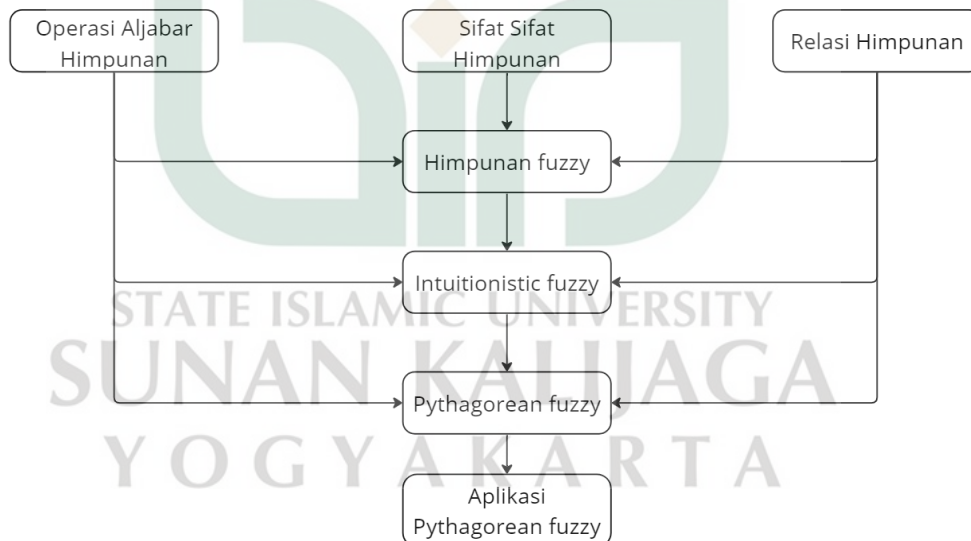 Operasi Aljabar
Himpunan
Sifat Sifat
Himpunan
Relasi Himpunan
Himpunan fuzzy
Intuitionistic fuzzy
STATE ISLAMIC UNIVERSITY
SUNAN KALIJAGA
Pythagorean fuzzy
YOGYAKARTA
Aplikasi
Pythagorean fuzzy